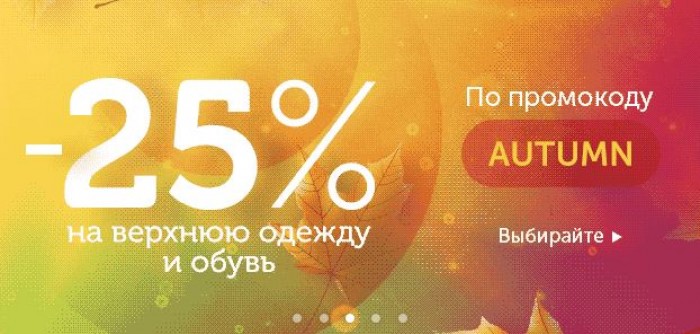 -25%
на верхнюю одежду
и обувь
По промокоду
AUTUMN
Выбирайте ►